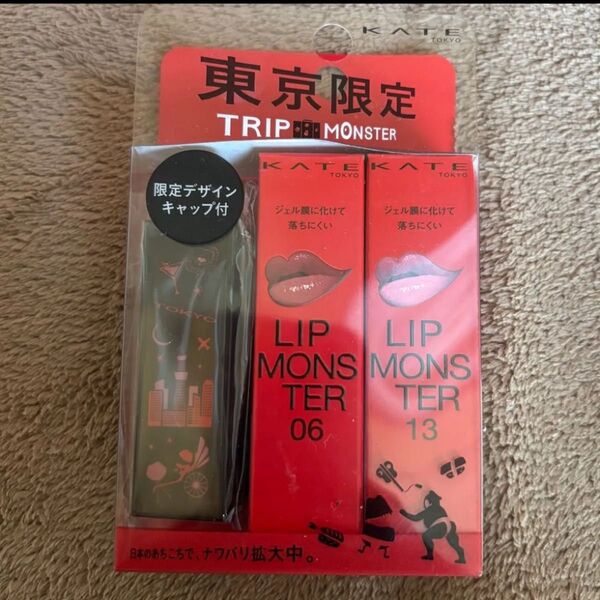 KATE
TOKYO
東京限定
TRIP MONSTER
限定デザイン
キャップ付
TOKYO
KATE
TOKYO
ジェル膜に化けて
落ちにくい
LIP
MONS
TER
06
KATE
TOKYO
ジェル膜に化けて
落ちにくい
LIP
MONS
TER
13
日本のあちこちで、ナワバリ拡大中。